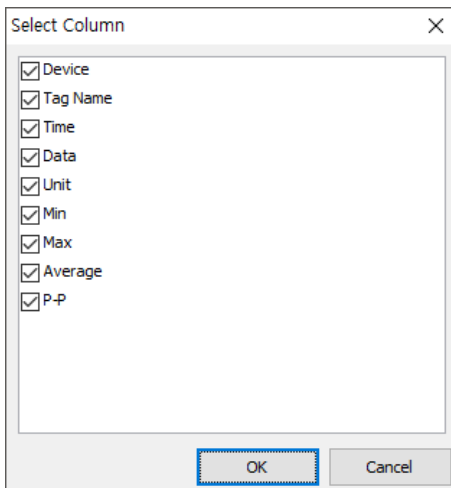 Select Column
Device
Tag Name
Time
Data
Unit
Min
Max
Average
P-P
OK
Cancel